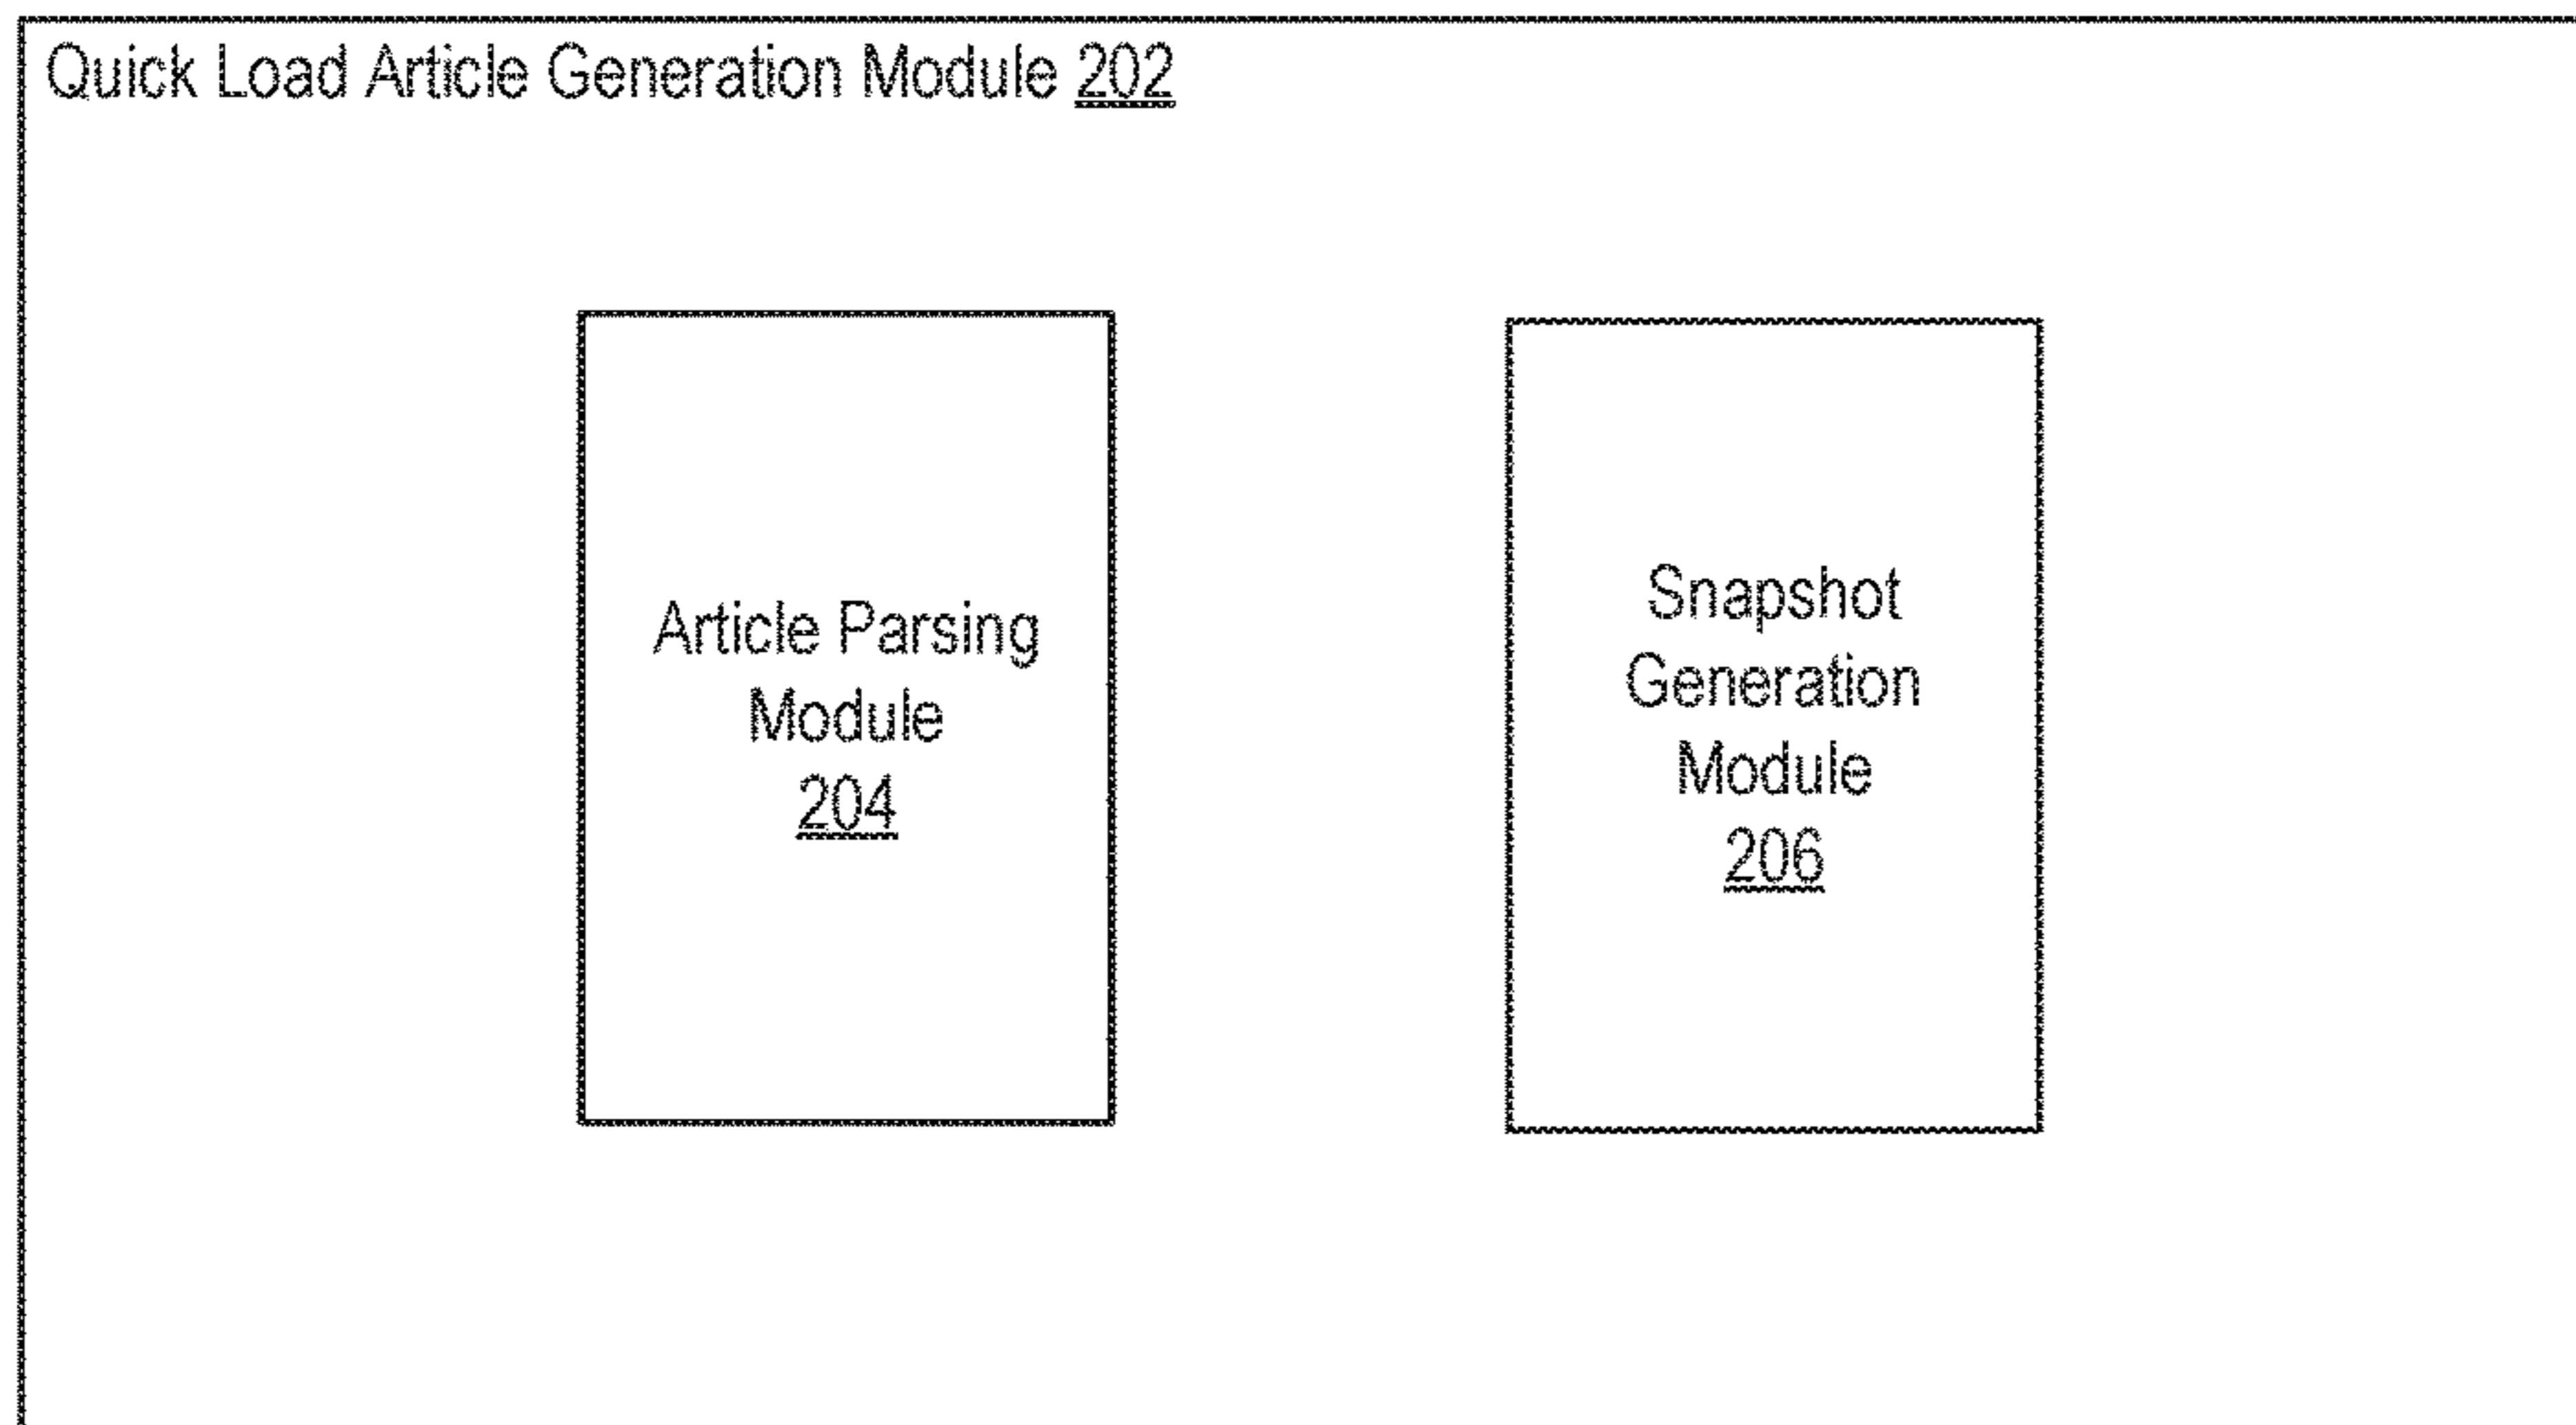 Quick Load Article Generation Module 202
Article Parsing
Module
204
Snapshot
Generation
Module
206